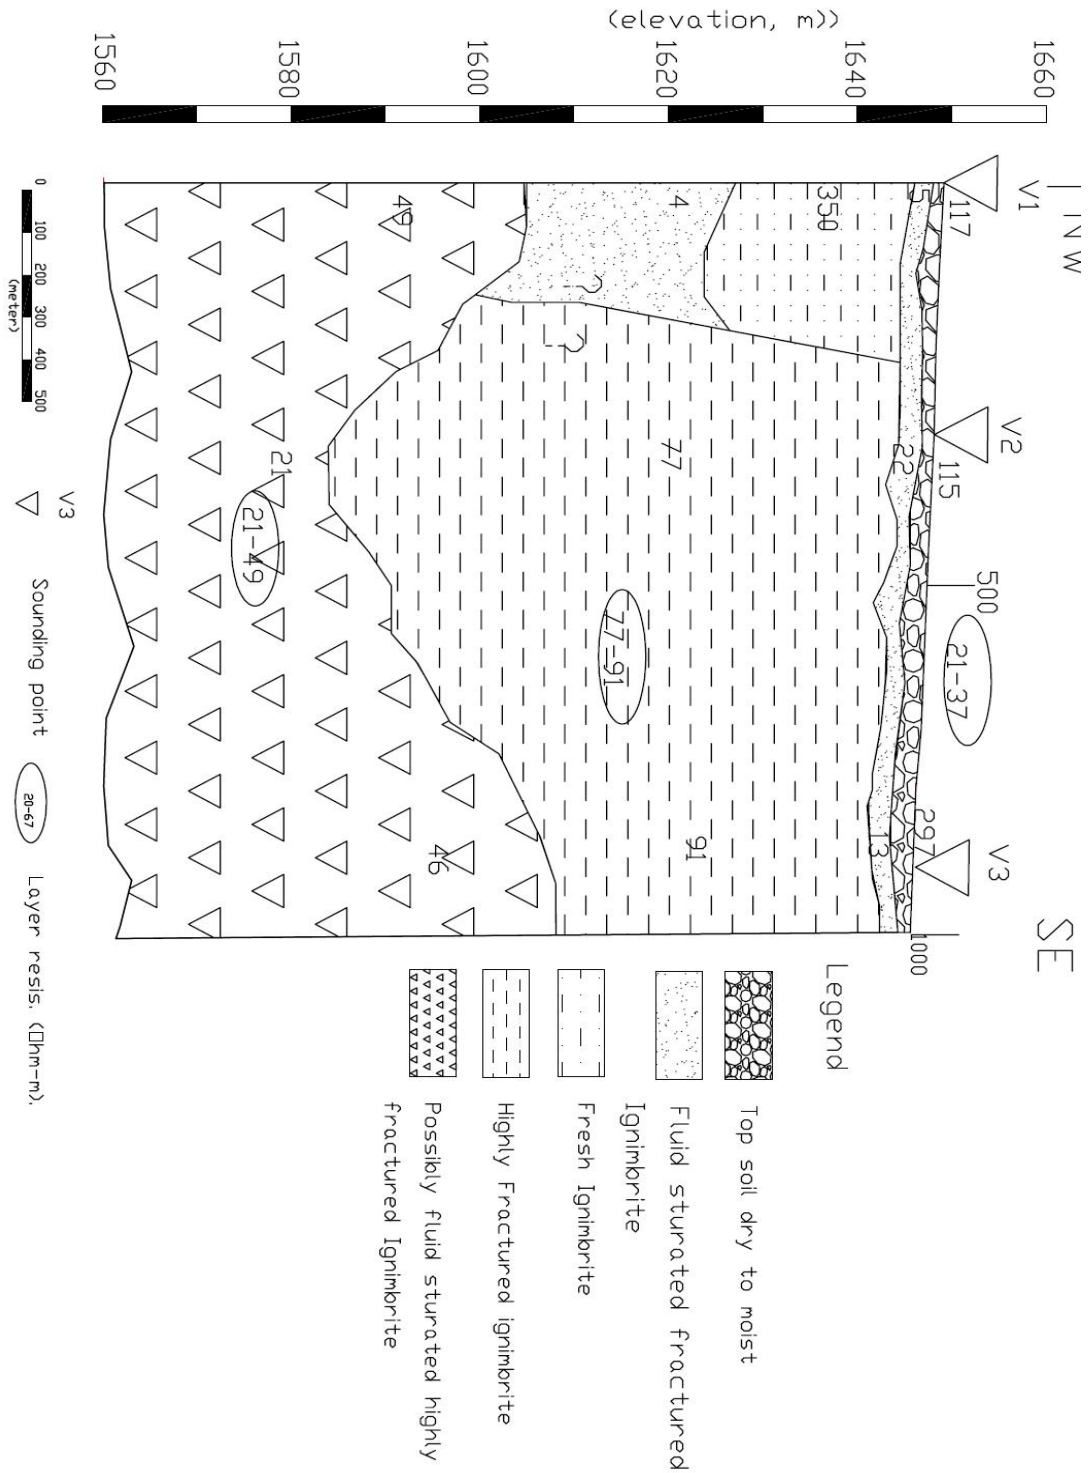 NW
SE
V1
V2
V3
(elevation, m))
1660
1640
1620
1600
1580
1560
117
115
500
21-37
297
1000
5
22
13
350
4
77
77-91
91
49
21
21-49
46
?
?
Legend
Top soil dry to moist
Fluid sturated fractured
Ignimbrite
Fresh Ignimbrite
Highly Fractured ignimbrite
Possibly fluid sturated highly
fractured Ignimbrite
0 100 200 300 400 500
(meter)
V3
Sounding point
20-67
Layer resis. (□hm-m).